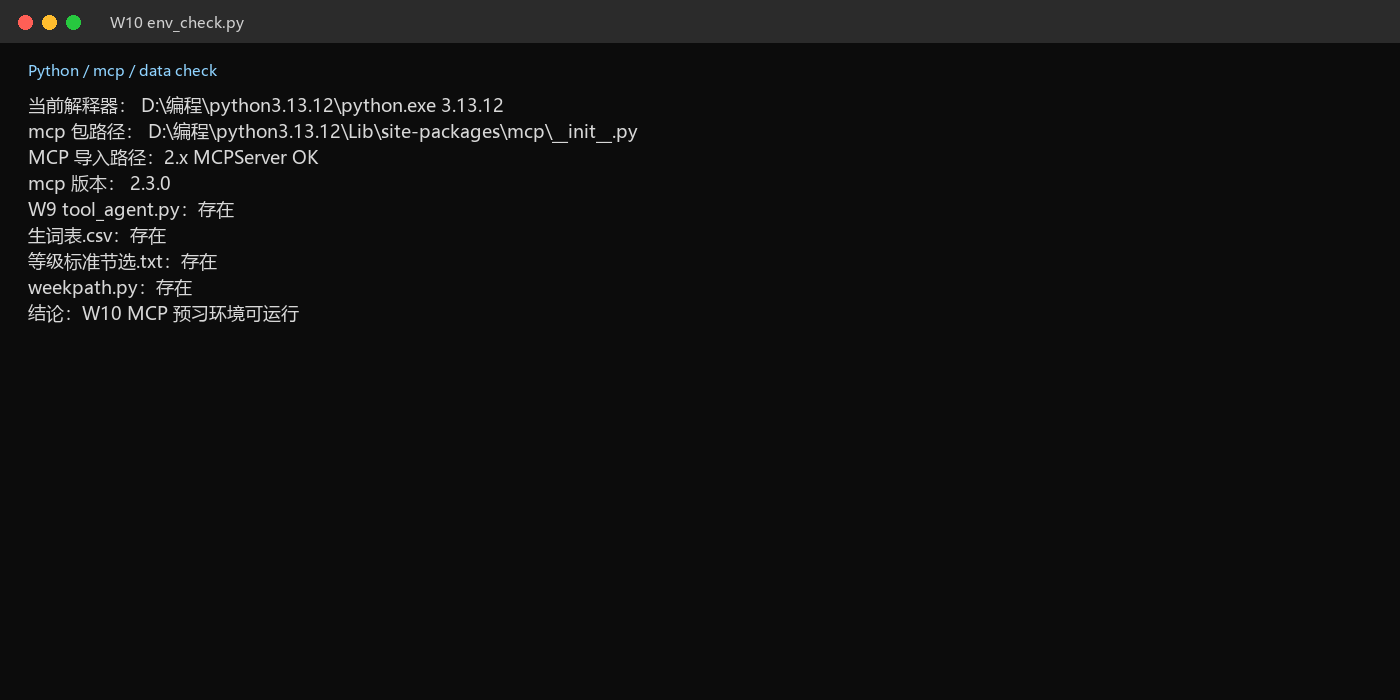 W10 env_check.py
Python / mcp / data check
当前解释器： D:\编程\python3.13.12\python.exe 3.13.12
mcp 包路径： D:\编程\python3.13.12\Lib\site-packages\mcp\__init__.py
MCP 导入路径：2.x MCPServer OK
mcp 版本： 2.3.0
W9 tool_agent.py：存在
生词表.csv：存在
等级标准节选.txt：存在
weekpath.py：存在
结论：W10 MCP 预习环境可运行